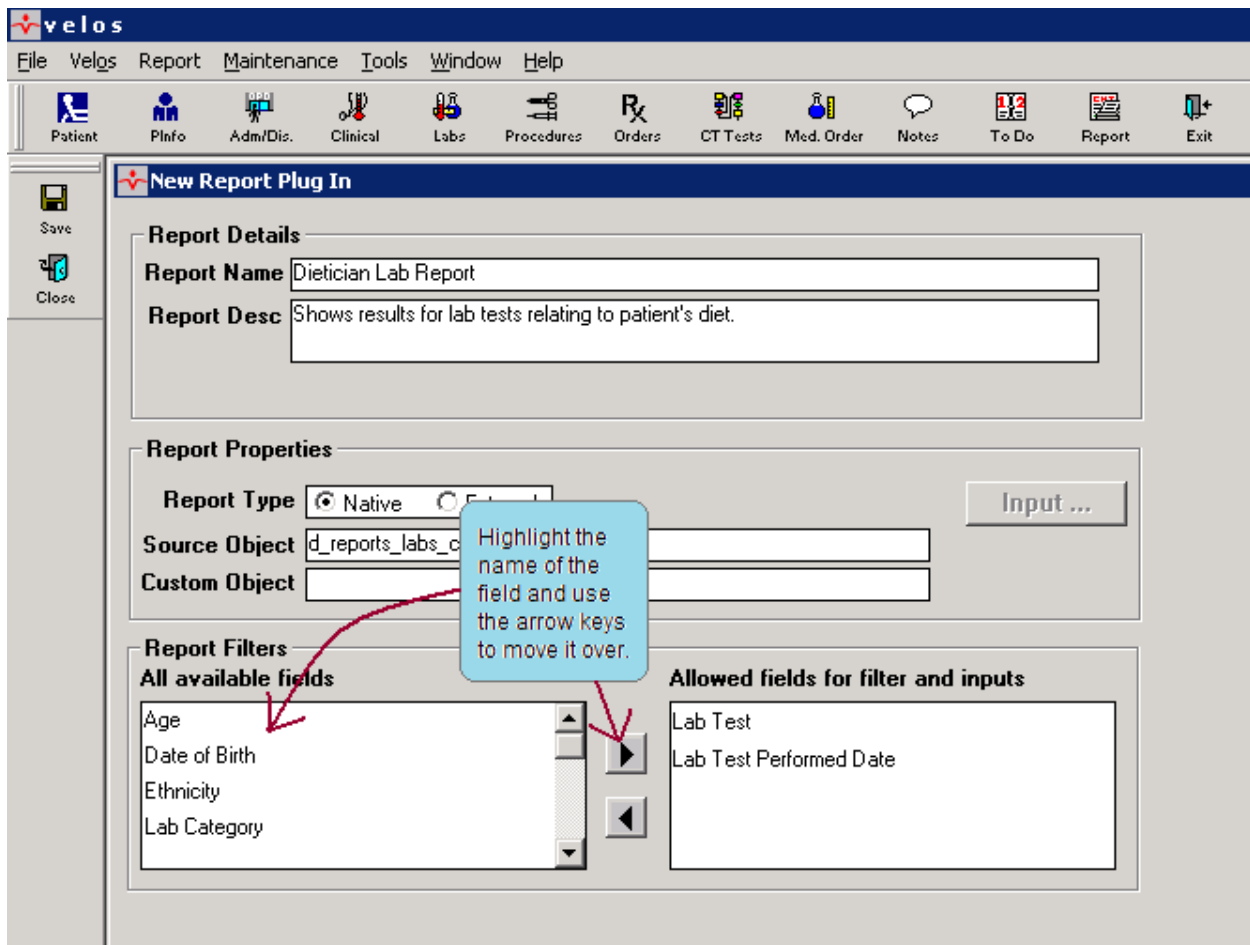 velos
File Velos Report Maintenance Tools Window Help
Patient PInfo Adm/Dis. Clinical Labs Procedures Orders CT Tests Med. Order Notes To Do Report Exit
New Report Plug In
Save
Close
Report Details
Report Name Dietician Lab Report
Report Desc Shows results for lab tests relating to patient's diet.
Report Properties
Report Type Native
Input ...
Source Object d_reports_labs_c
Custom Object
Highlight the
name of the
field and use
the arrow keys
to move it over.
Report Filters
All available fields
Age
Date of Birth
Ethnicity
Lab Category
Allowed fields for filter and inputs
Lab Test
Lab Test Performed Date